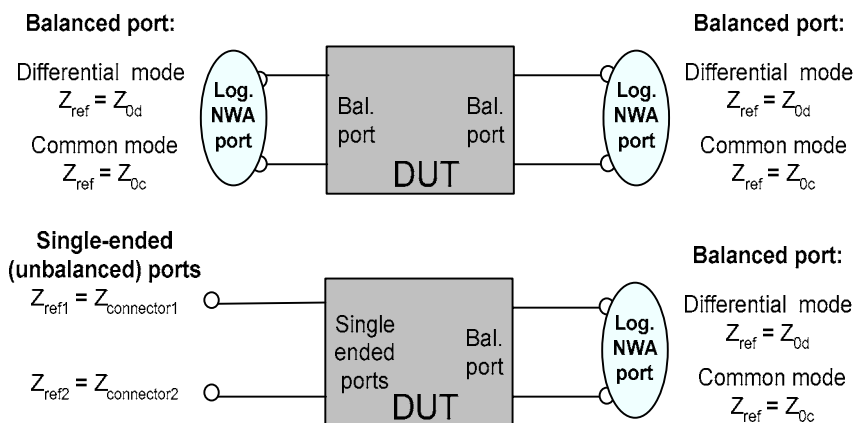 Balanced port:
Differential mode
Zref = Z0d
Common mode
Zref = Z0c
Log.
NWA
port
Bal.
port
Bal.
port
DUT
Log.
NWA
port
Balanced port:
Differential mode
Zref = Z0d
Common mode
Zref = Z0c
Single-ended
(unbalanced) ports
Zref1 = Zconnector1
Zref2 = Zconnector2
Single
ended
ports
Bal.
port
DUT
Log.
NWA
port
Balanced port:
Differential mode
Zref = Z0d
Common mode
Zref = Z0c